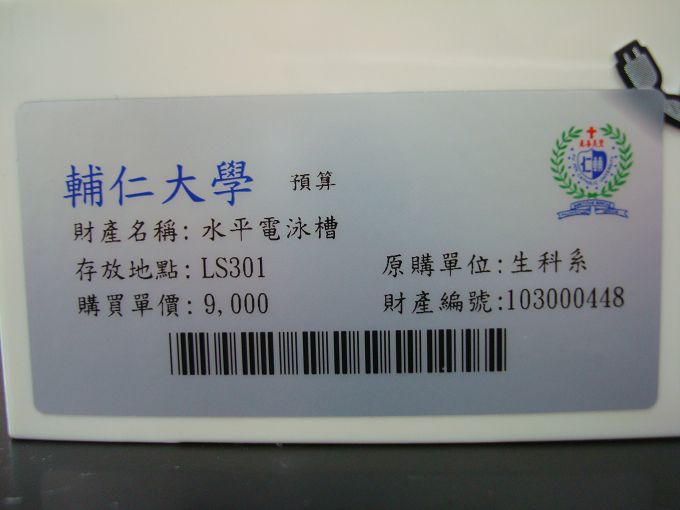 輔仁大學 預算
財產名稱: 水平電泳槽
存放地點: LS301 原購單位: 生科系
購買單價: 9,000 財產編號:103000448